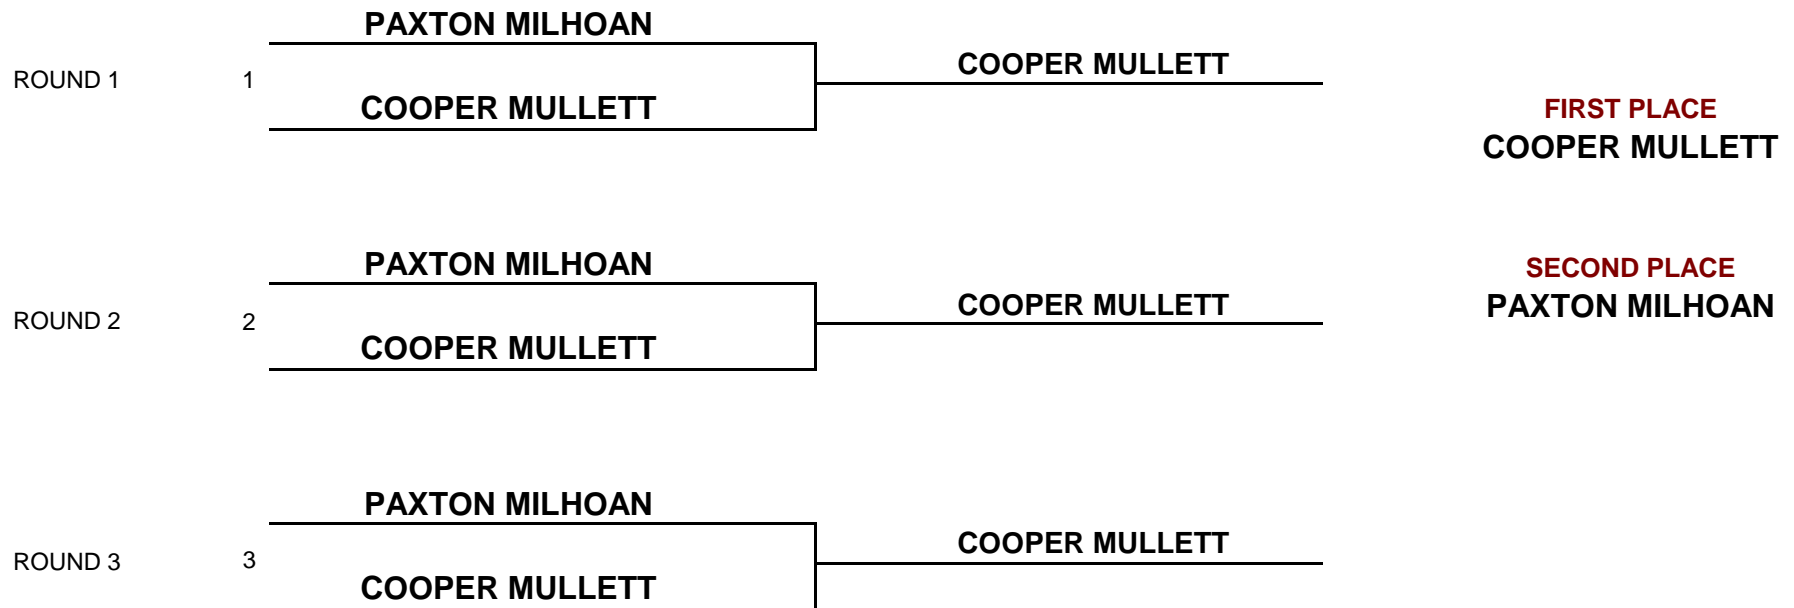 PAXTON MILHOAN
ROUND 1 1 COOPER MULLETT
COOPER MULLETT
FIRST PLACE
COOPER MULLETT
PAXTON MILHOAN
ROUND 2 2 COOPER MULLETT
COOPER MULLETT
SECOND PLACE
PAXTON MILHOAN
PAXTON MILHOAN
ROUND 3 3 COOPER MULLETT
COOPER MULLETT